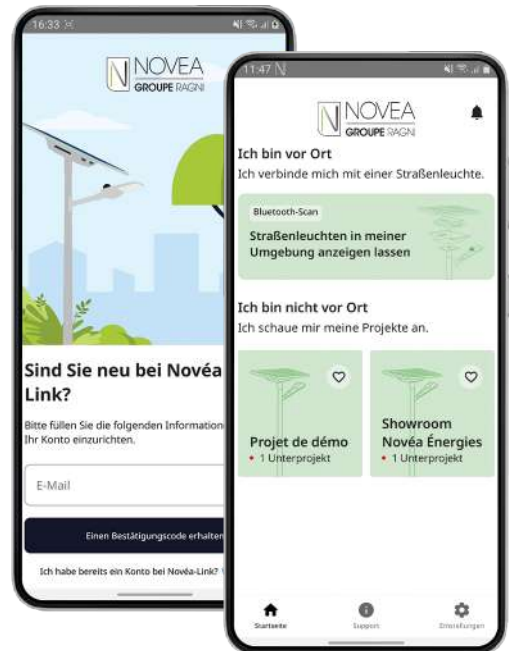 16:33
NOVEA
GROUPE RAGNI
Sind Sie neu bei Novéa
Link?
Bitte füllen Sie die folgenden
Ihr Konto einzurichten.
E-Mail
Einen Bestätigungscode erhalten
Ich habe bereits ein Konto bei Novéa-Link?
11:47
NOVEA
GROUPE RAGNI
Ich bin vor Ort
Ich verbinde mich mit einer Straßenleuchte.
Bluetooth-Scan
Straßenleuchten in meiner
Umgebung anzeigen lassen
Ich bin nicht vor Ort
Ich schaue mir meine Projekte an.
Projet de démo
1 Unterprojekt
Showroom
Novéa Énergies
1 Unterprojekt
Startseite
Support
Einstellungen